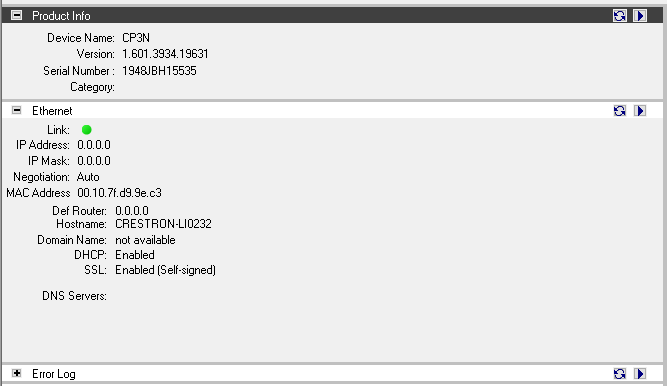 Product Info
Device Name: CP3N
Version: 1.601.3934.19631
Serial Number : 1948JBH15535
Category:
Ethernet
Link:
IP Address: 0.0.0.0
IP Mask: 0.0.0.0
Negotiation: Auto
MAC Address 00.10.7f.d9.9e.c3
Def Router: 0.0.0.0
Hostname: CRESTRON-LI0232
Domain Name: not available
DHCP: Enabled
SSL: Enabled (Self-signed)
DNS Servers:
Error Log